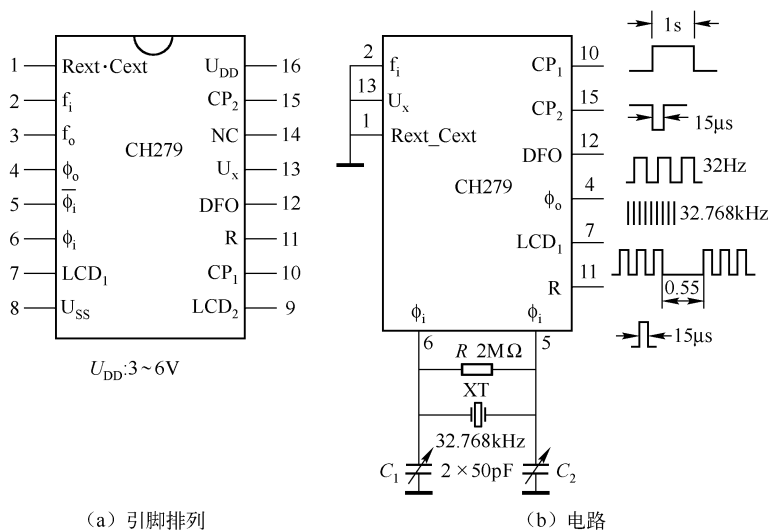 1 Rext·Cext U_DD 16
2 f_i CP_2 15
3 f_o NC 14
CH279
4 ϕ_o U_x 13
5 \overline{ϕ_i} DFO 12
6 ϕ_i R 11
7 LCD_1 CP_1 10
8 U_SS LCD_2 9
U_DD:3~6V
(a) 引脚排列
2 f_i CP_1 10 1s
13 U_x CP_2 15 15μs
1 Rext_Cext
DFO 12 32Hz
CH279
ϕ_o 4 32.768kHz
LCD_1 7 0.55
R 11 15μs
ϕ_i ϕ_i
6 5
R 2MΩ
XT
32.768kHz
C_1 2×50pF C_2
(b) 电路